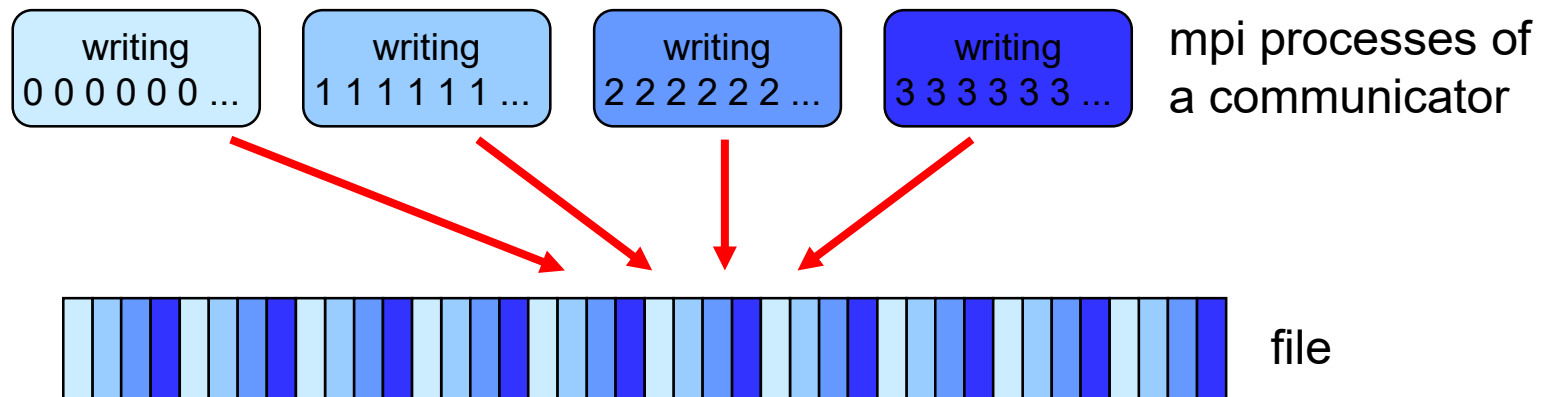 writing
0 0 0 0 0 0 ...
writing
1 1 1 1 1 1 ...
writing
2 2 2 2 2 2 ...
writing
3 3 3 3 3 3 ...
mpi processes of
a communicator
file